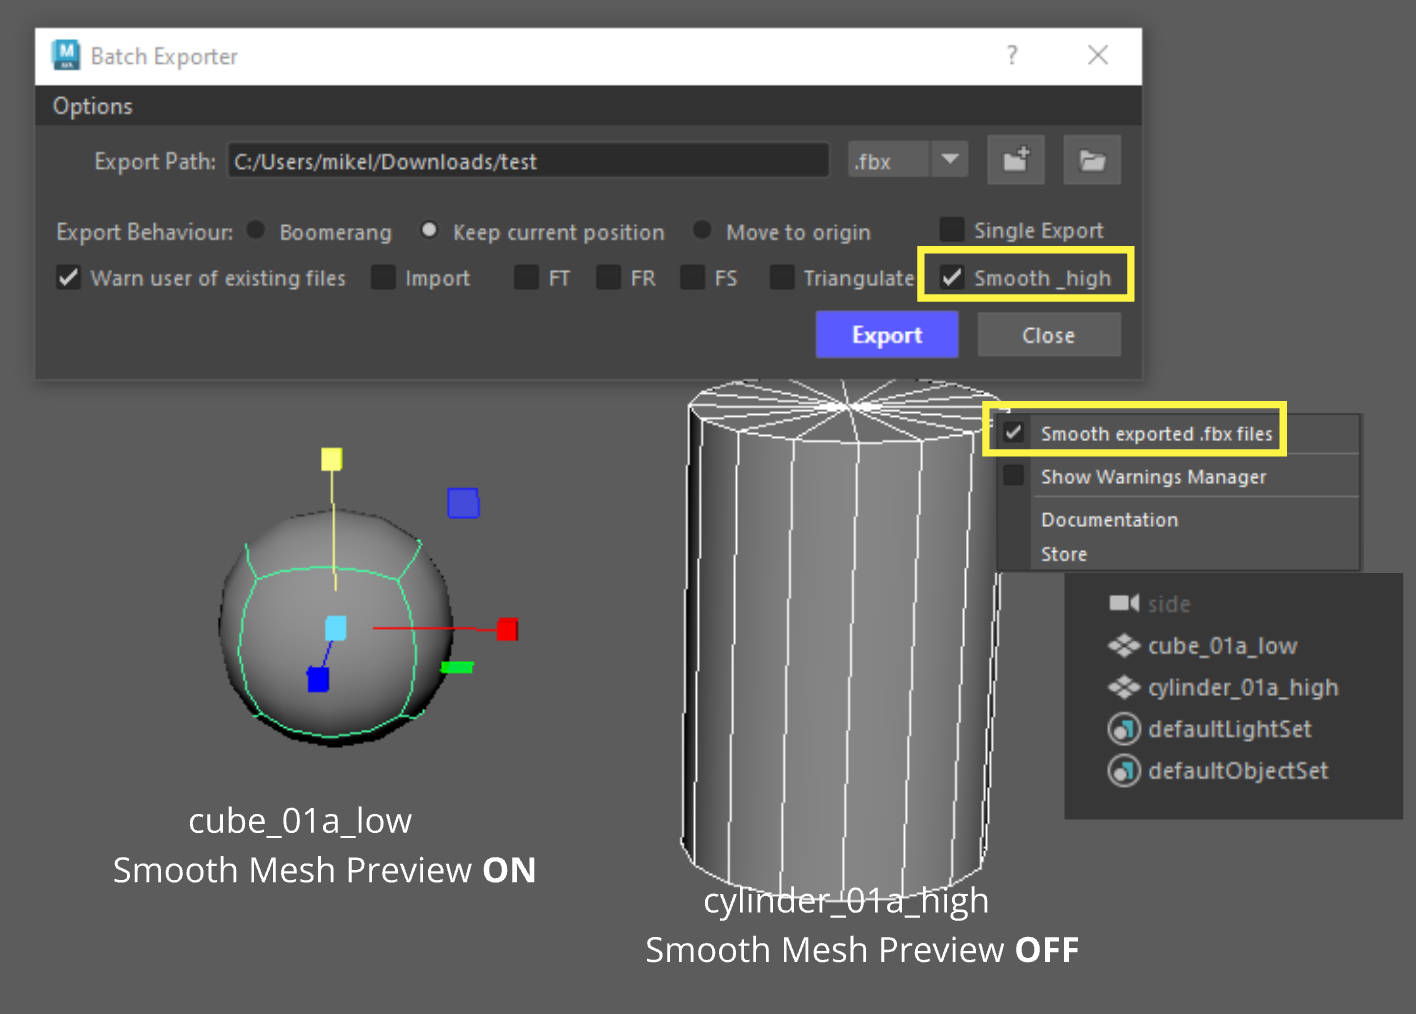 Batch Exporter ?
Options
Export Path: C:/Users/mikel/Downloads/test .fbx
Export Behaviour: Boomerang Keep current position Move to origin Single Export
Warn user of existing files Import FT FR FS Triangulate Smooth _high
Export Close
Smooth exported .fbx files
Show Warnings Manager
Documentation
Store
side
cube_01a_low
cylinder_01a_high
defaultLightSet
defaultObjectSet
cube_01a_low
Smooth Mesh Preview ON
cylinder_01a_high
Smooth Mesh Preview OFF